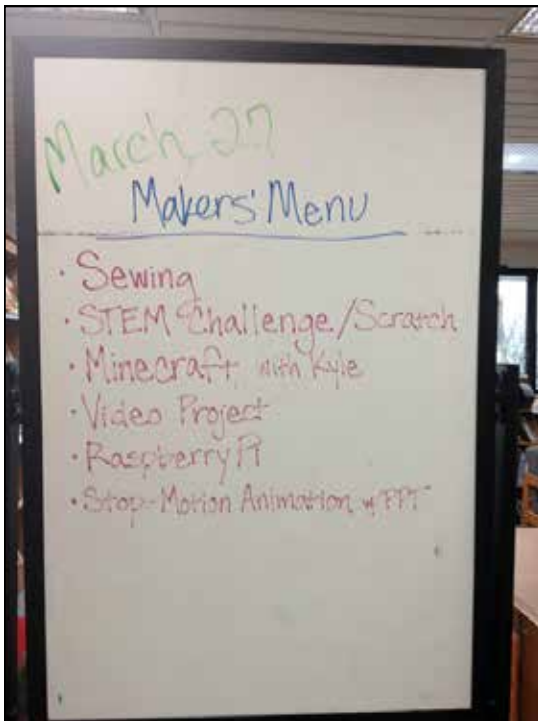 March 27
Makers' Menu
· Sewing
· STEM Challenge/Scratch
· Minecraft with Kyle
· Video Project
· Raspberry Pi
· Stop-Motion Animation w/ PPT